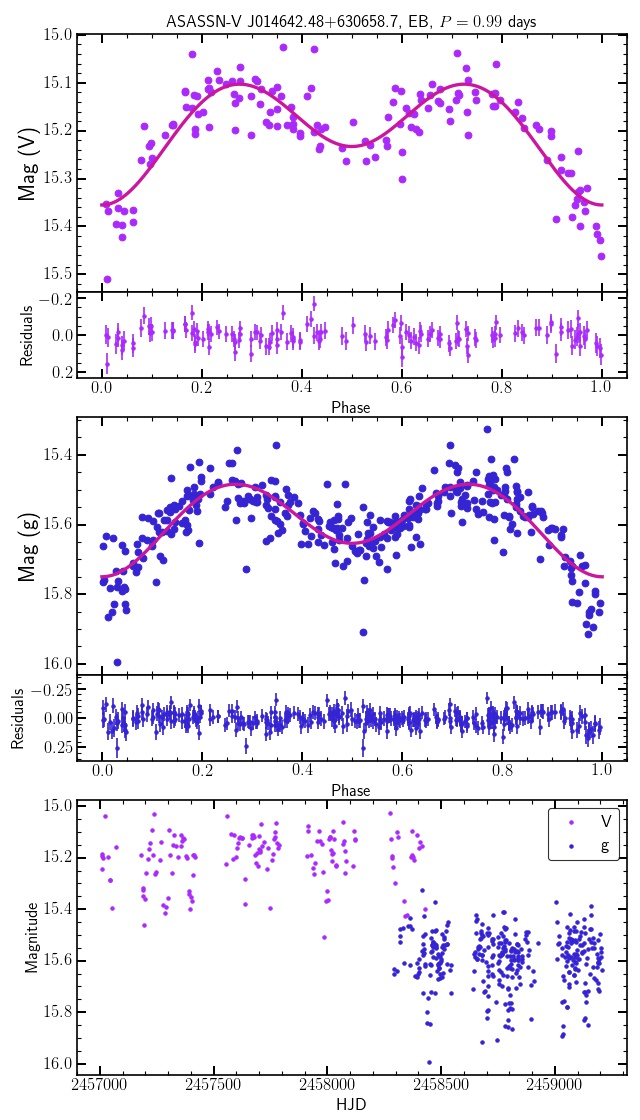 ASASSN-V J014642.48+630658.7, EB, P = 0.99 days
15.0
15.1
15.2
15.3
15.4
15.5
Mag (V)
−0.2
0.0
0.2
Residuals
0.0 0.2 0.4 0.6 0.8 1.0
Phase
15.4
15.6
15.8
16.0
Mag (g)
−0.25
0.00
0.25
Residuals
0.0 0.2 0.4 0.6 0.8 1.0
Phase
15.0
15.2
15.4
15.6
15.8
16.0
Magnitude
V
g
2457000 2457500 2458000 2458500 2459000
HJD